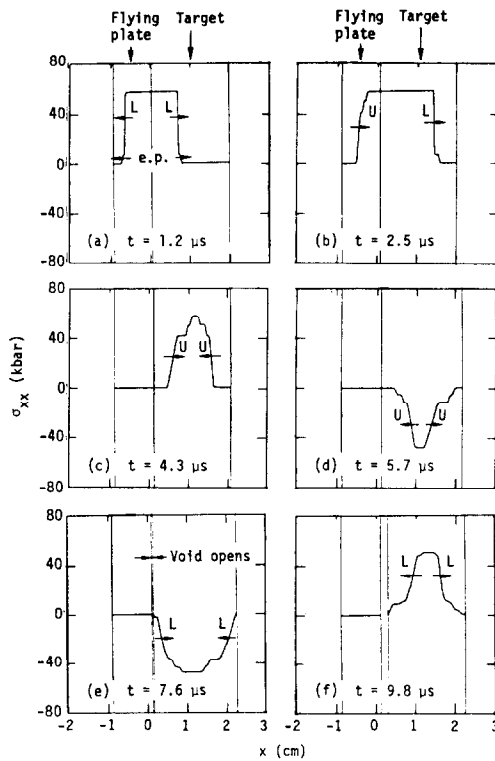 Flying plate
Target
Flying plate
Target
80
40
0
-40
-80
L
L
e.p.
(a) t = 1.2 μs
U
L
(b) t = 2.5 μs
σxx (kbar)
80
40
0
-40
-80
U
U
(c) t = 4.3 μs
U
U
(d) t = 5.7 μs
80
40
0
-40
-80
Void opens
L
L
(e) t = 7.6 μs
L
L
(f) t = 9.8 μs
-2 -1 0 1 2 3
-2 -1 0 1 2 3
x (cm)